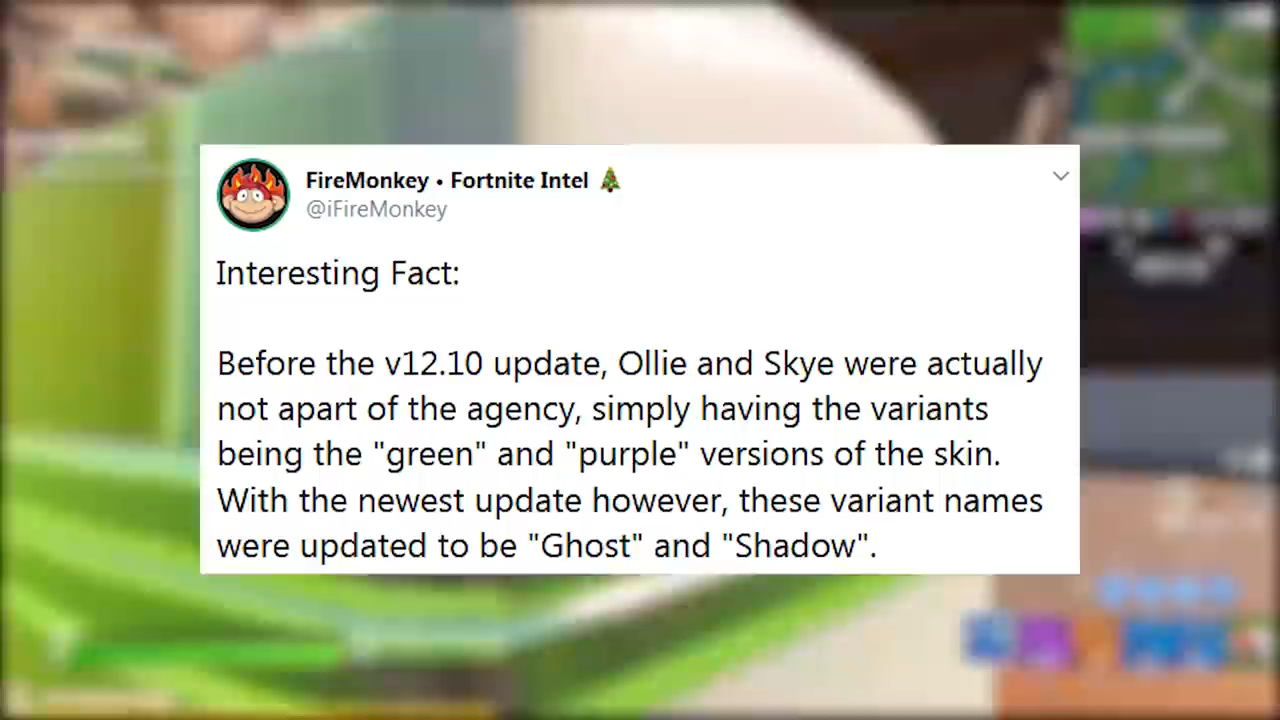 FireMonkey • Fortnite Intel 🎄
@iFireMonkey
Interesting Fact:
Before the v12.10 update, Ollie and Skye were actually
not apart of the agency, simply having the variants
being the "green" and "purple" versions of the skin.
With the newest update however, these variant names
were updated to be "Ghost" and "Shadow".